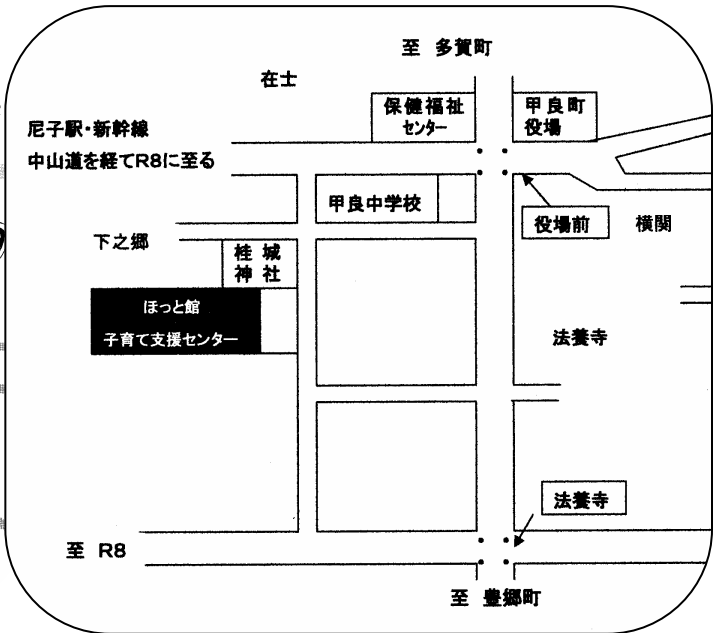 至 多賀町
在士
保健福祉
センター
甲良町
役場
尼子駅・新幹線
中山道を経てR8に至る
甲良中学校
役場前
横関
下之郷
桂城
神社
ほっと館
子育て支援センター
法養寺
法養寺
至 R8
至 豊郷町